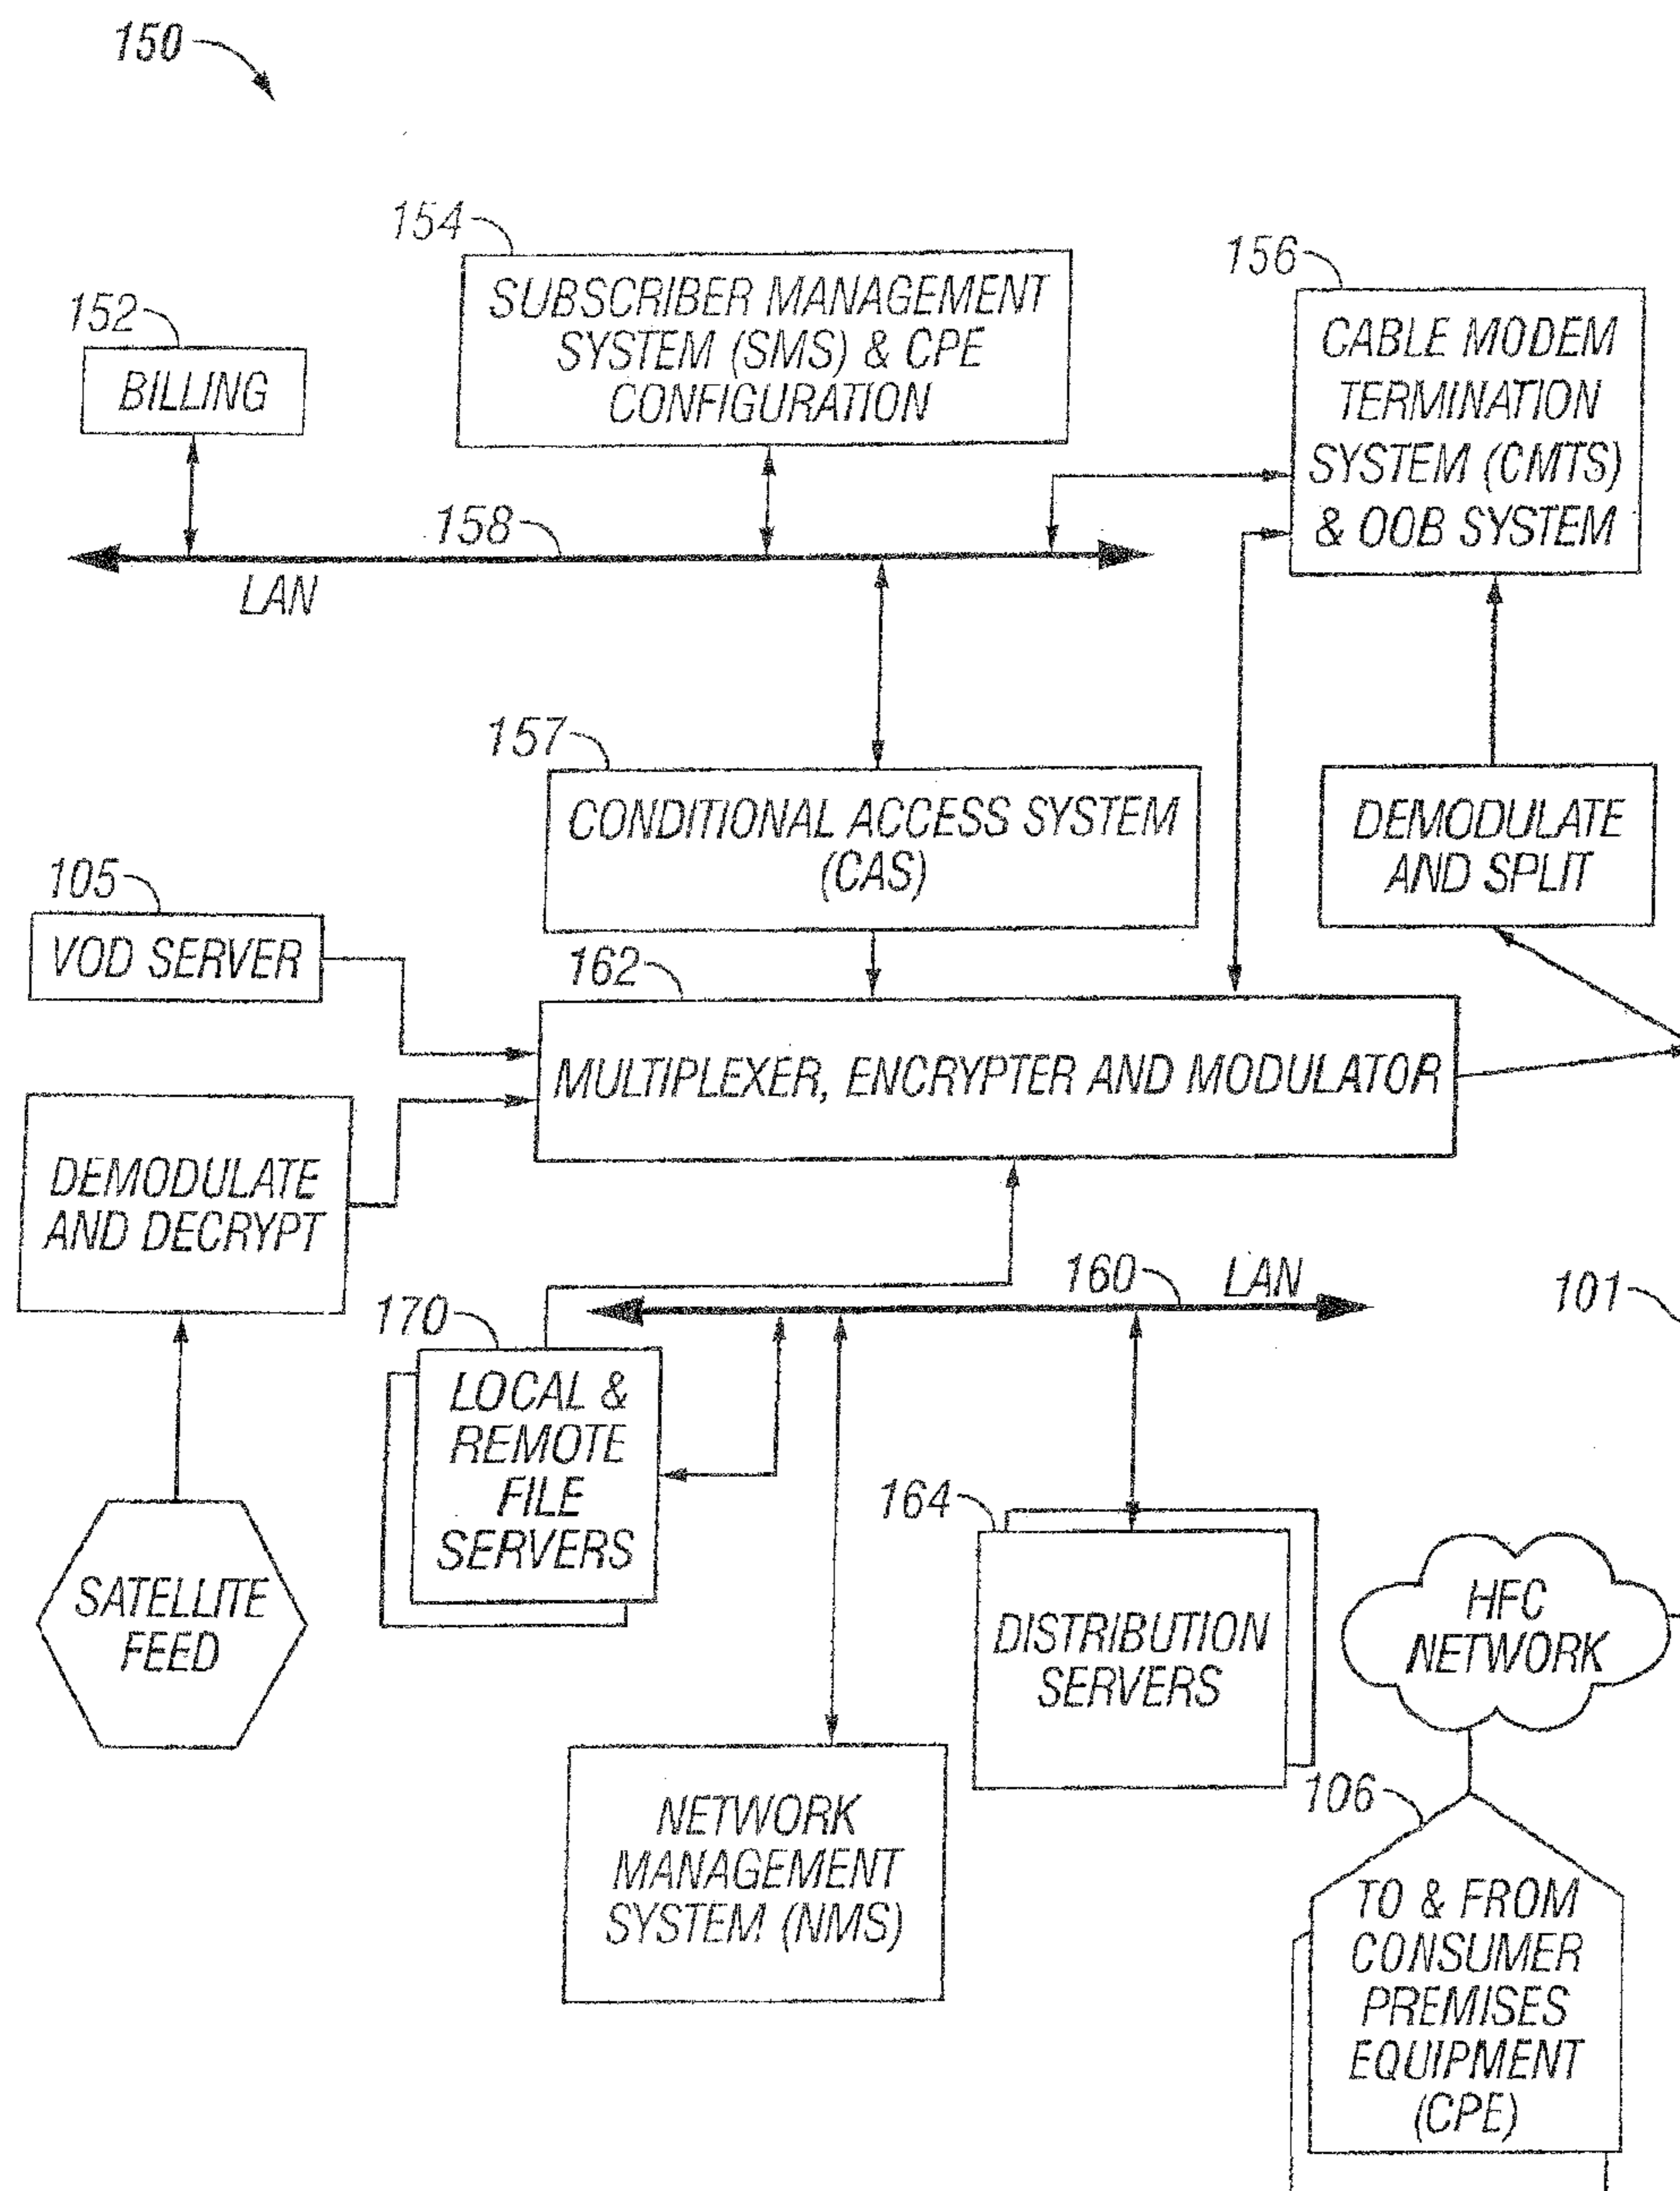 150
154
SUBSCRIBER MANAGEMENT
SYSTEM (SMS) & CPE
CONFIGURATION
156
CABLE MODEM
TERMINATION
SYSTEM (CMTS)
& OOB SYSTEM
152
BILLING
158
LAN
157
CONDITIONAL ACCESS SYSTEM
(CAS)
DEMODULATE
AND SPLIT
105
VOD SERVER
162
MULTIPLEXER, ENCRYPTER AND MODULATOR
DEMODULATE
AND DECRYPT
160
LAN
101
170
LOCAL &
REMOTE
FILE
SERVERS
164
DISTRIBUTION
SERVERS
SATELLITE
FEED
HFC
NETWORK
NETWORK
MANAGEMENT
SYSTEM (NMS)
106
TO & FROM
CONSUMER
PREMISES
EQUIPMENT
(CPE)